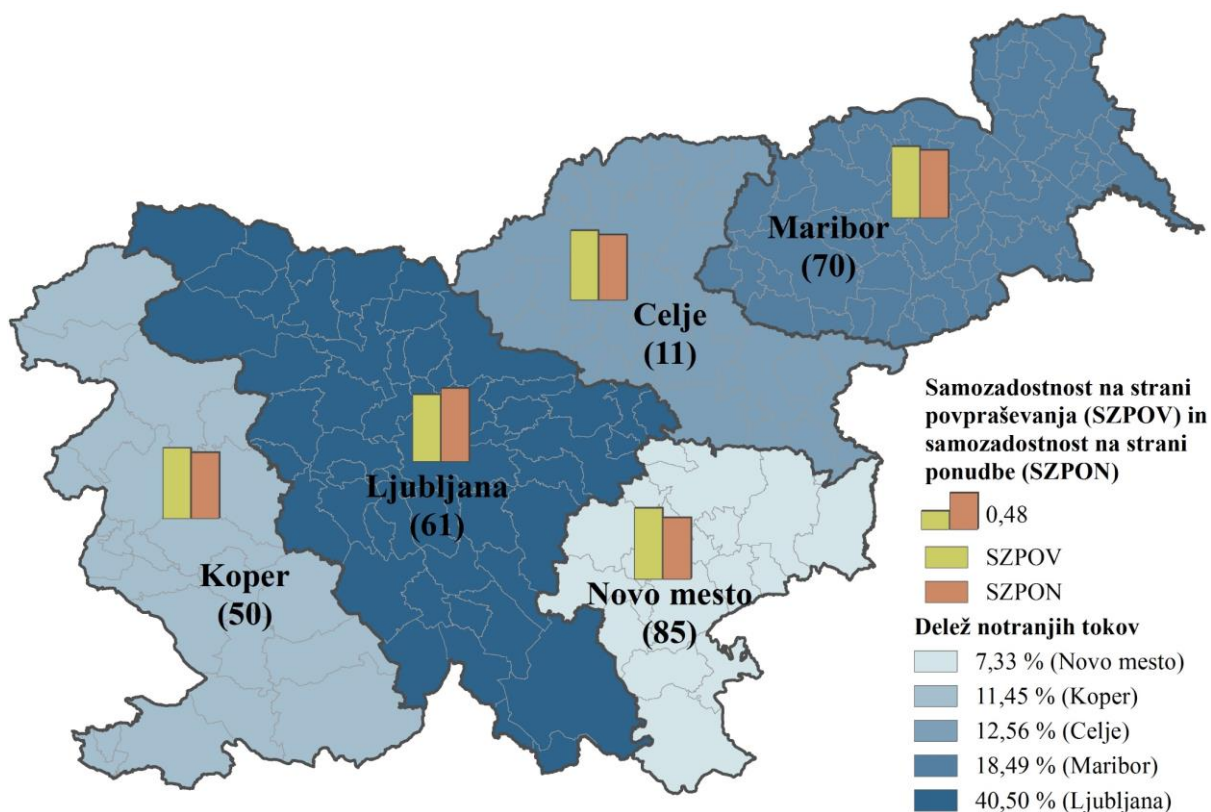 Maribor
(70)
Celje
(11)
Ljubljana
(61)
Koper
(50)
Novo mesto
(85)
Samozadostnost na strani
povpraševanja (SZPOV) in
samozadostnost na strani
ponudbe (SZPON)
0,48
SZPOV
SZPON
Delež notranjih tokov
7,33 % (Novo mesto)
11,45 % (Koper)
12,56 % (Celje)
18,49 % (Maribor)
40,50 % (Ljubljana)